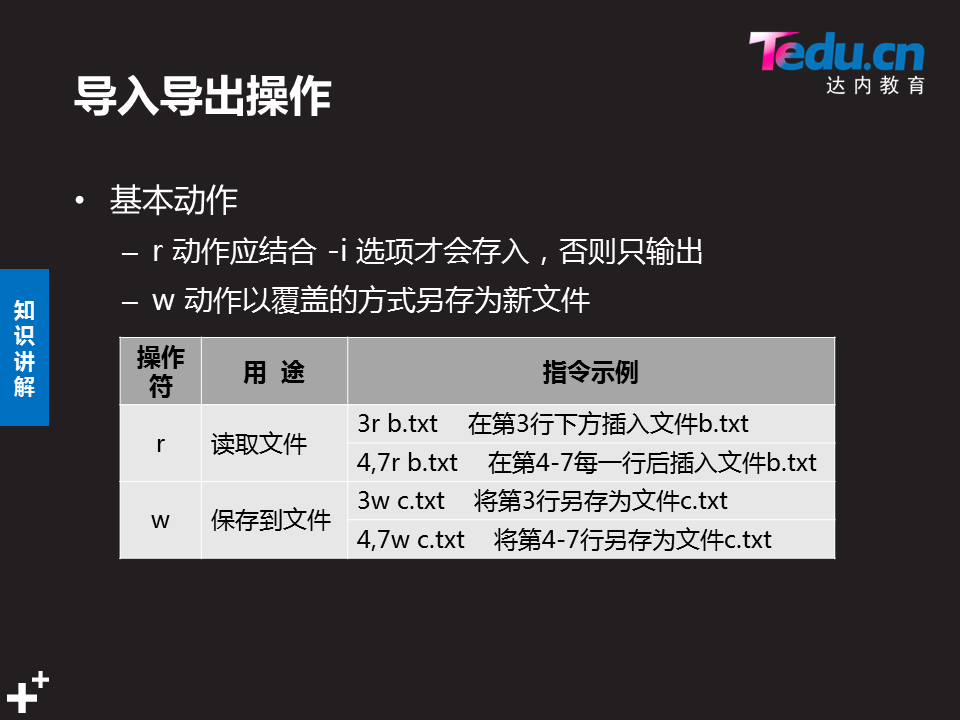 Tedu.cn
达内教育
导入导出操作
• 基本动作
– r 动作应结合 -i 选项才会存入，否则只输出
– w 动作以覆盖的方式另存为新文件
知识讲解
操作符 用 途 指令示例
r 读取文件 3r b.txt 在第3行下方插入文件b.txt
4,7r b.txt 在第4-7每一行后插入文件b.txt
w 保存到文件 3w c.txt 将第3行另存为文件c.txt
4,7w c.txt 将第4-7行另存为文件c.txt